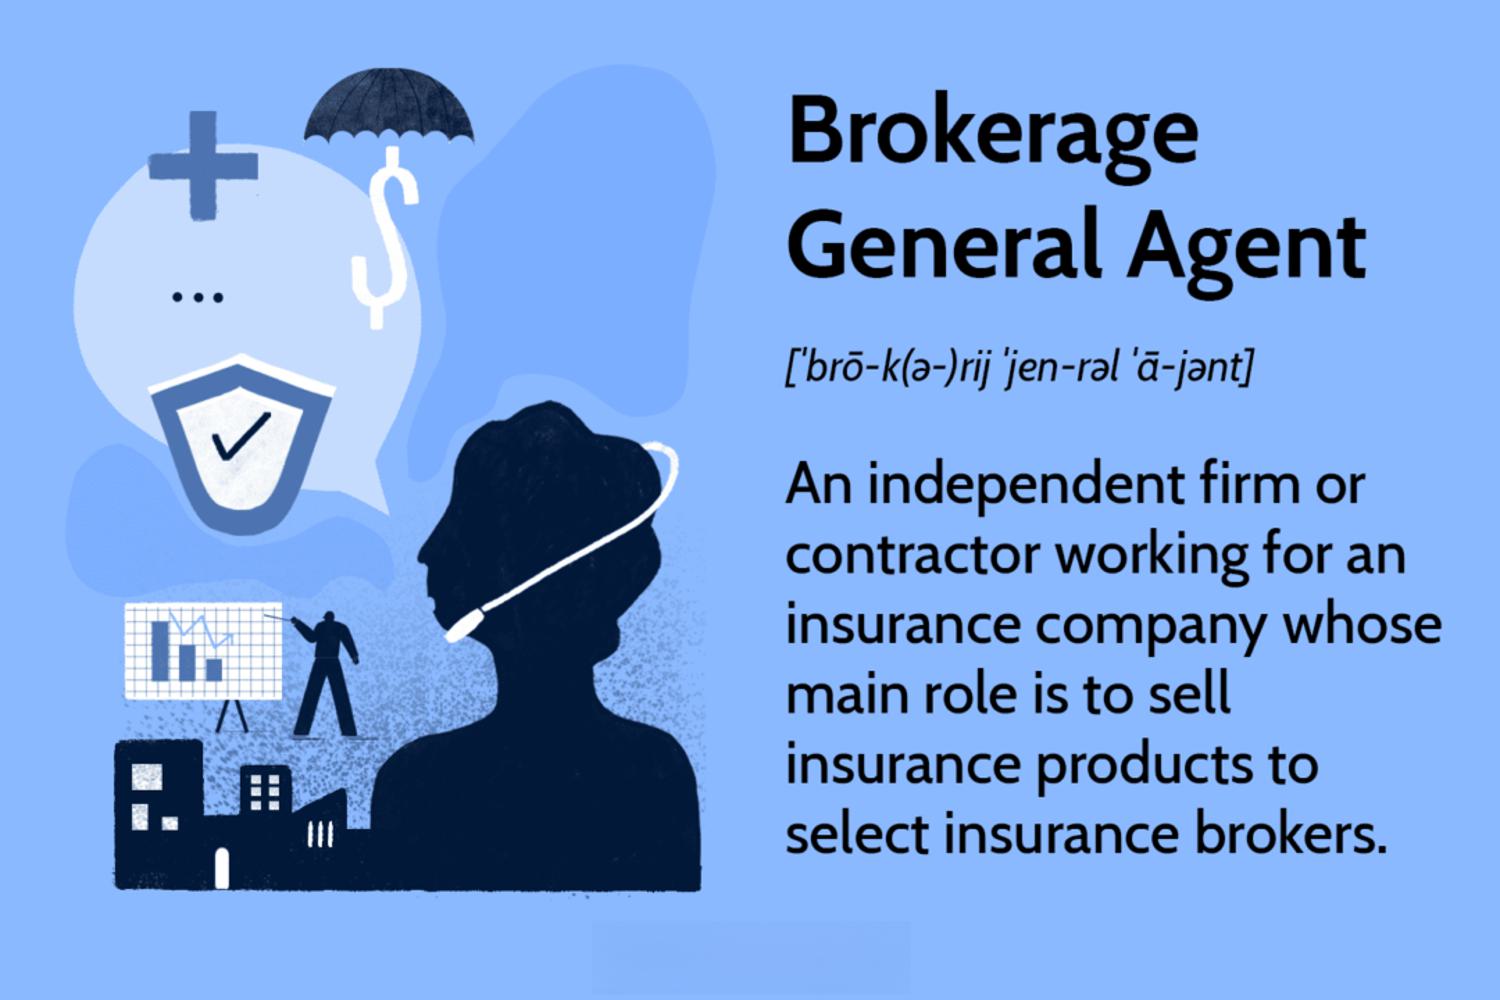 Brokerage
General Agent
[ˈbrō-k(ə-)rij ˈjen-rəl ˈā-jənt]
An independent firm or
contractor working for an
insurance company whose
main role is to sell
insurance products to
select insurance brokers.